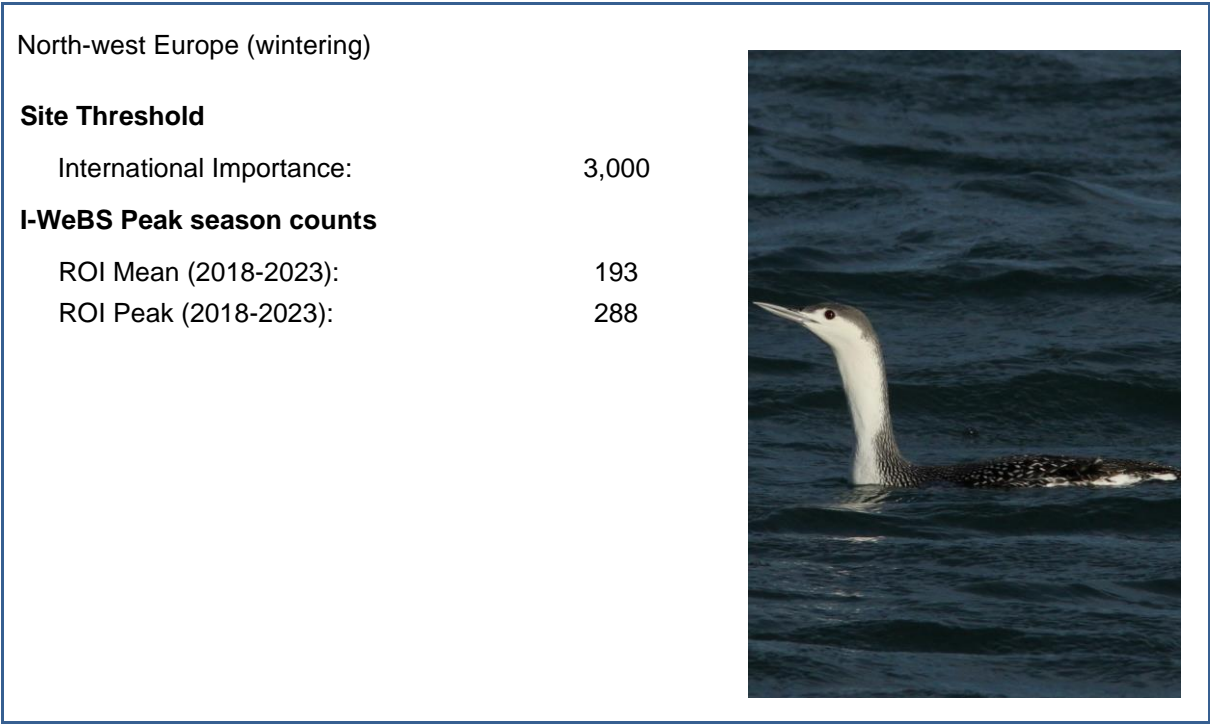 North-west Europe (wintering)
Site Threshold
International Importance: 3,000
I-WeBS Peak season counts
ROI Mean (2018-2023): 193
ROI Peak (2018-2023): 288